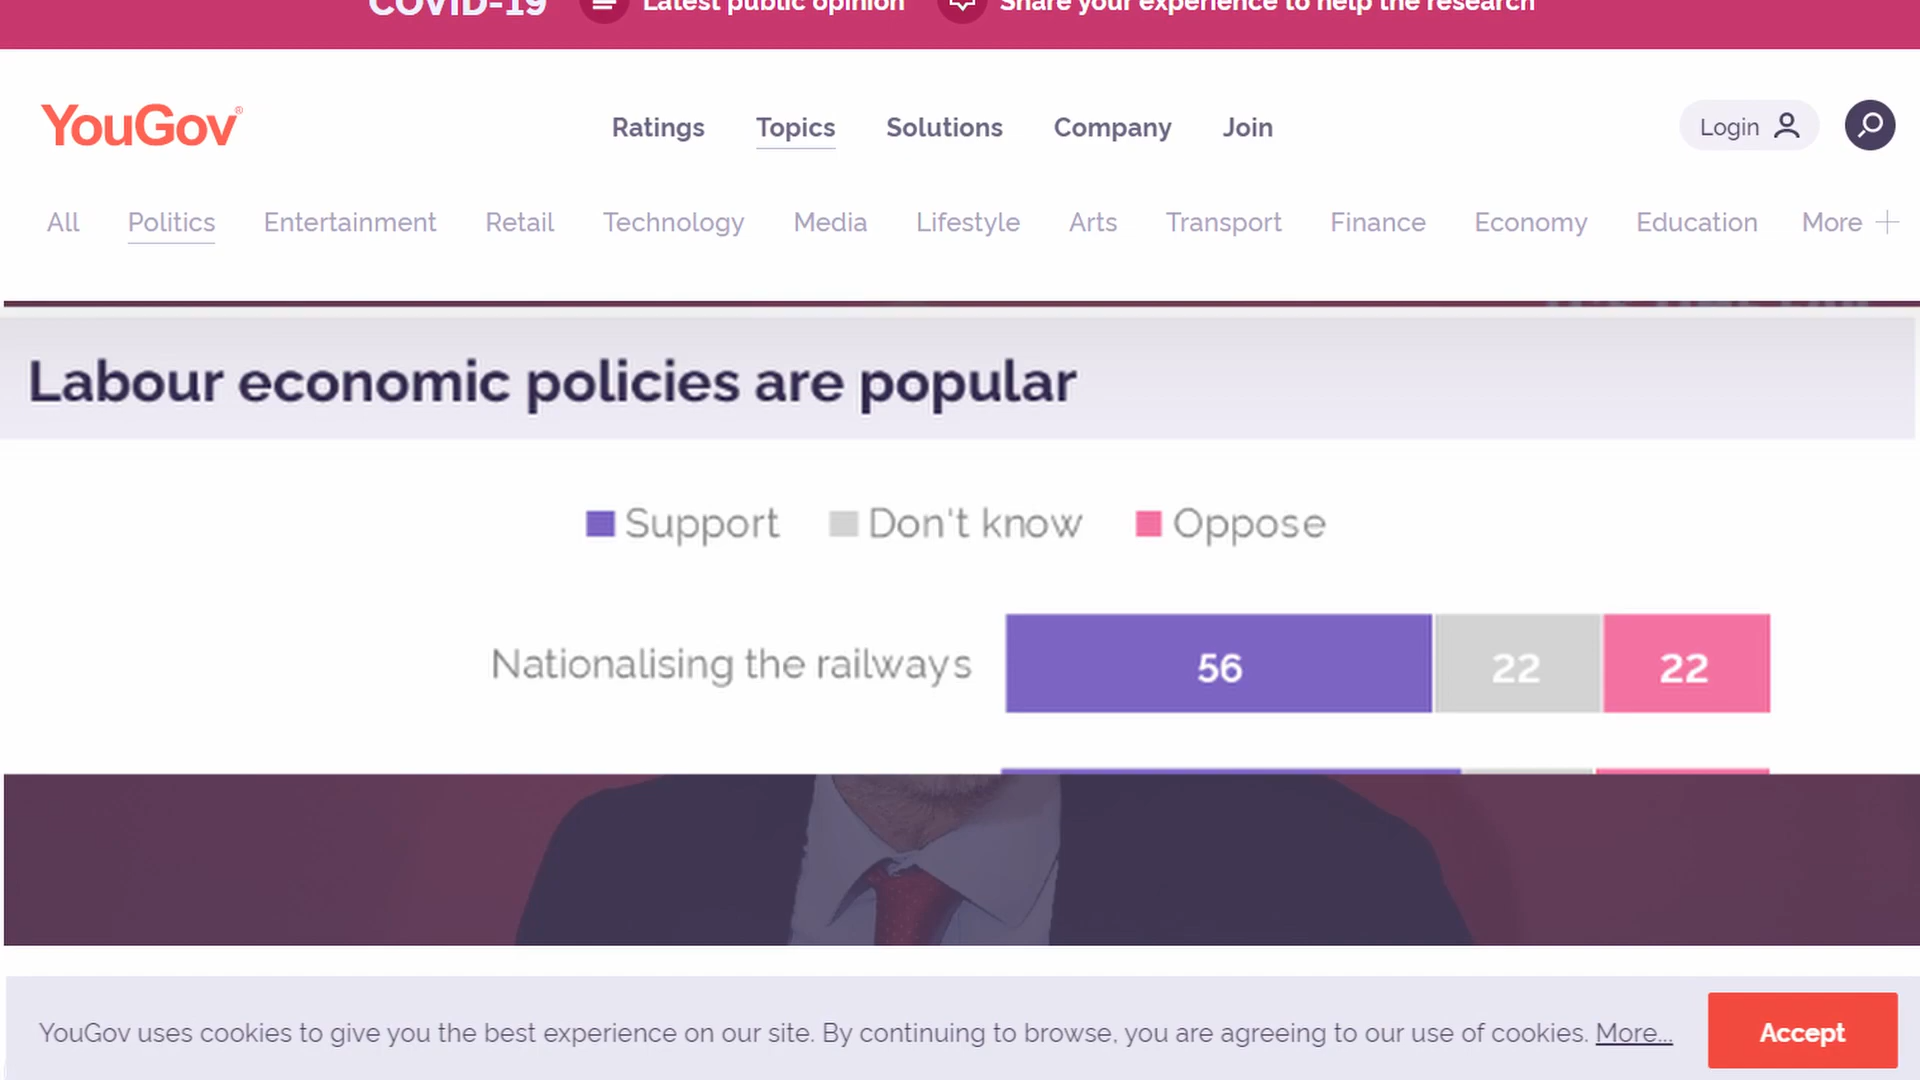 COVID-19 Latest public opinion Share your experience to help the research
YouGov®
Ratings Topics Solutions Company Join
Login
All Politics Entertainment Retail Technology Media Lifestyle Arts Transport Finance Economy Education More +
Labour economic policies are popular
Support Don't know Oppose
Nationalising the railways 56 22 22
YouGov uses cookies to give you the best experience on our site. By continuing to browse, you are agreeing to our use of cookies. More... Accept